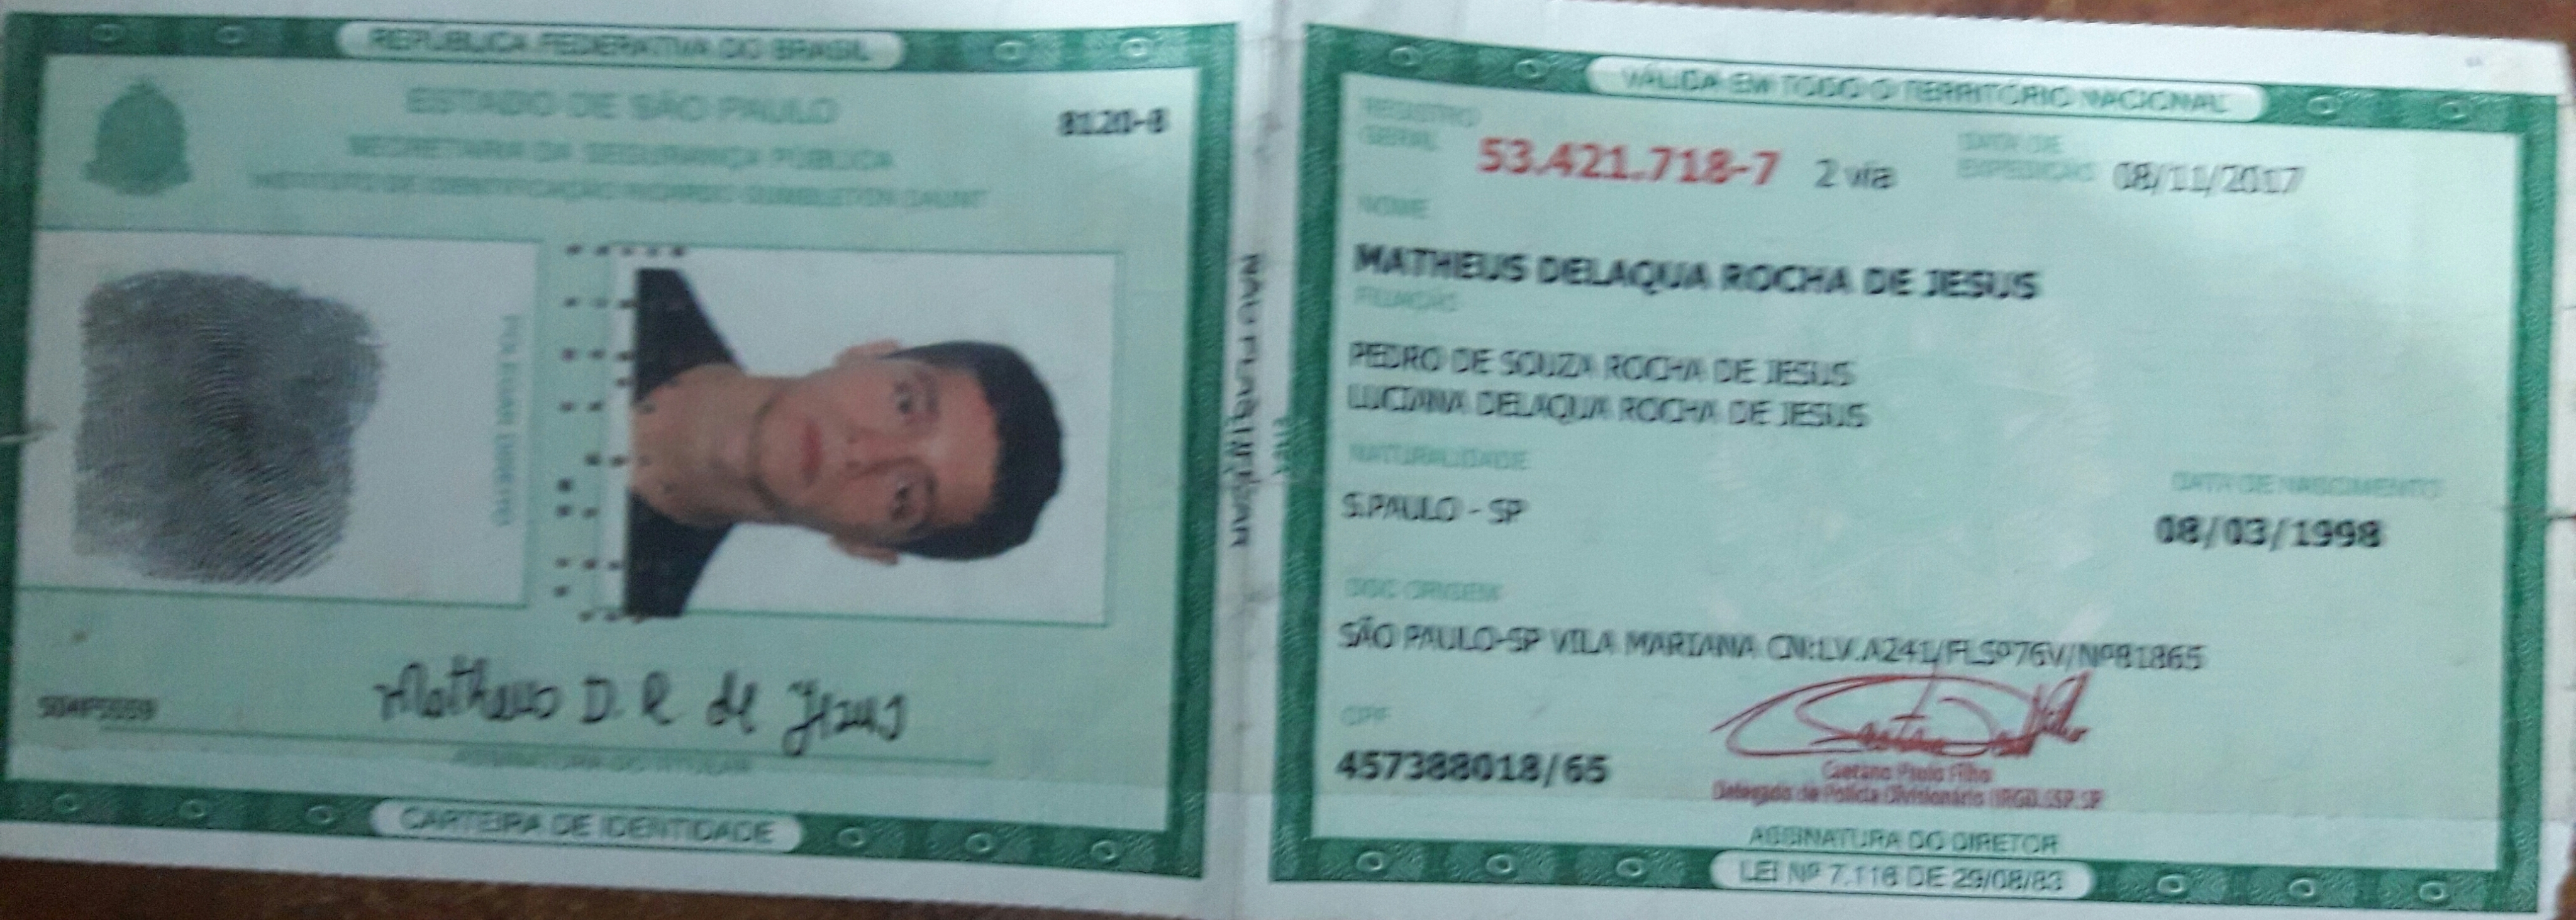 REPÚBLICA FEDERATIVA DO BRASIL
ESTADO DE SÃO PAULO
8120-8
SECRETARIA DA SEGURANÇA PÚBLICA
INSTITUTO DE IDENTIFICAÇÃO RICARDO GUMBLETON DAUNT
POLEGAR DIREITO
Matheus D. R. de Jesus
ASSINATURA DO TITULAR
CARTEIRA DE IDENTIDADE
NÃO PLASTIFICAR
VÁLIDA EM TODO O TERRITÓRIO NACIONAL
REGISTRO GERAL 53.421.718-7 2 via DATA DE EXPEDIÇÃO 08/11/2017
NOME
MATHEUS DELAQUA ROCHA DE JESUS
FILIAÇÃO
PEDRO DE SOUZA ROCHA DE JESUS
LUCIANA DELAQUA ROCHA DE JESUS
NATURALIDADE DATA DE NASCIMENTO
S.PAULO - SP 08/03/1998
DOC ORIGEM
SÃO PAULO-SP VILA MARIANA CN:LV.A241/FLSº76V/Nº81865
CPF
457388018/65
Caetano Paulo Filho
Delegado de Polícia Divisionário IIRGD.SSP.SP
ASSINATURA DO DIRETOR
LEI Nº 7.116 DE 29/08/83